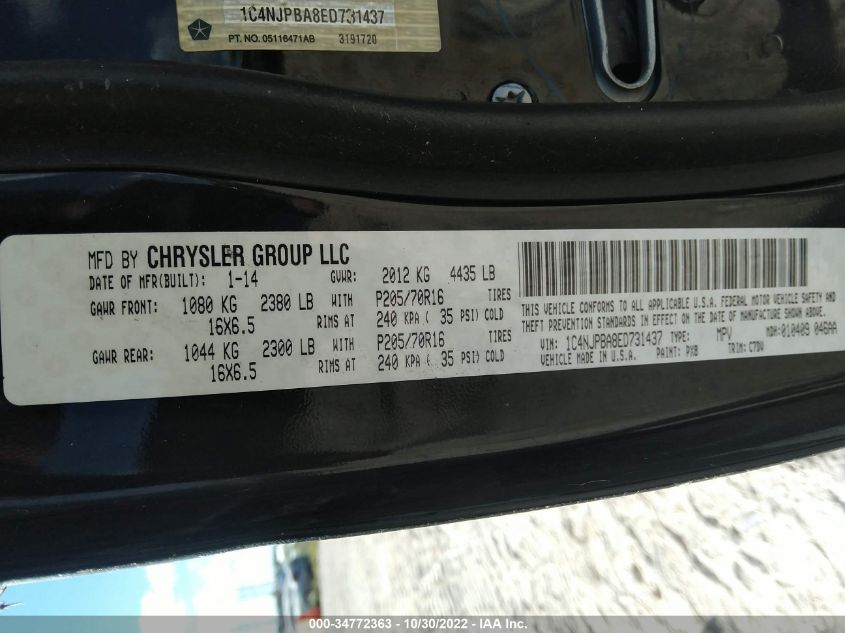 1C4NJPBA8ED731437
PT. NO. 05116471AB 3191720
MFD BY CHRYSLER GROUP LLC
DATE OF MFR(BUILT): 1-14 GVWR: 2012 KG 4435 LB
GAWR FRONT: 1080 KG 2380 LB WITH P205/70R16 TIRES
16X6.5 RIMS AT 240 KPA ( 35 PSI) COLD
GAWR REAR: 1044 KG 2300 LB WITH P205/70R16 TIRES
16X6.5 RIMS AT 240 KPA ( 35 PSI) COLD
THIS VEHICLE CONFORMS TO ALL APPLICABLE U.S.A. FEDERAL MOTOR VEHICLE SAFETY AND
THEFT PREVENTION STANDARDS IN EFFECT ON THE DATE OF MANUFACTURE SHOWN ABOVE.
VIN: 1C4NJPBA8ED731437 TYPE: MPV MDH: 010409 046AA
VEHICLE MADE IN U.S.A. PAINT: PXB TRIM: C7DV
000-34772363 - 10/30/2022 - IAA Inc.